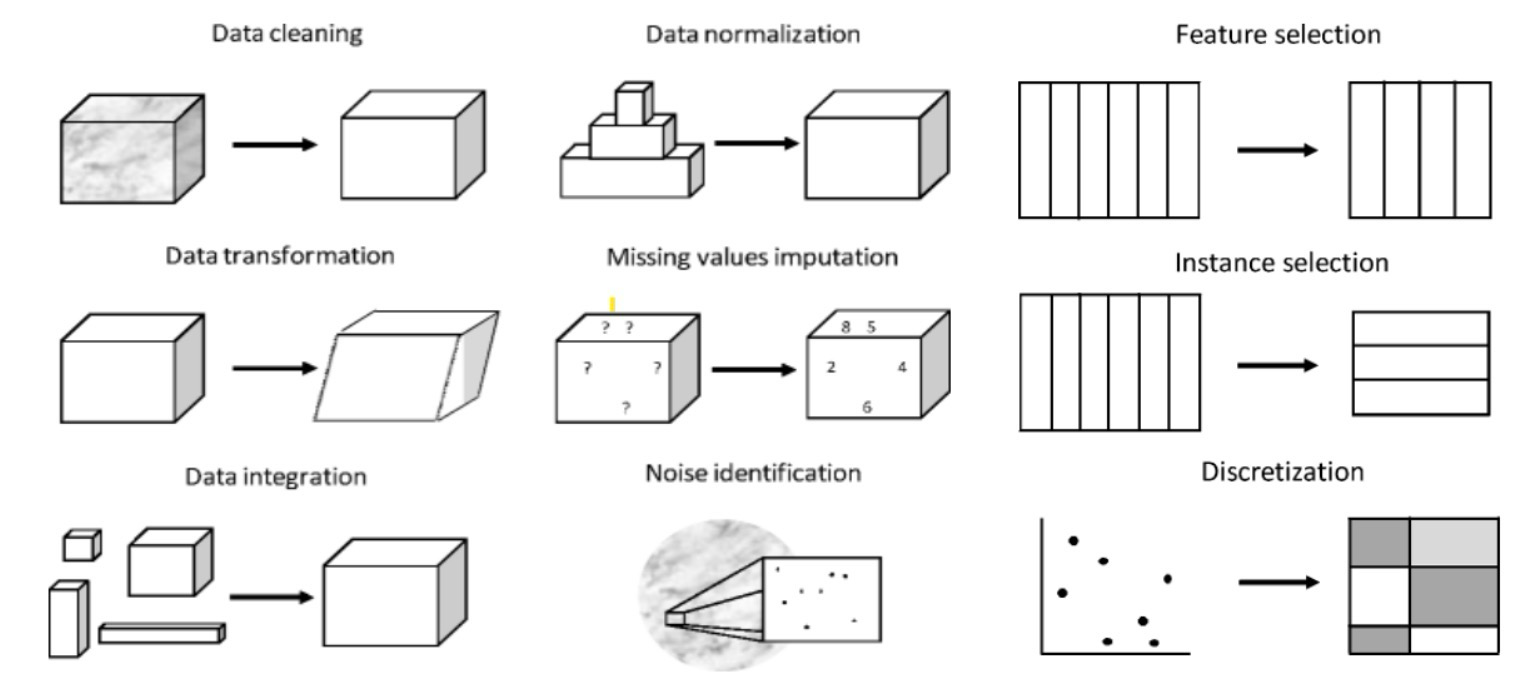 Data cleaning
Data normalization
Feature selection
Data transformation
Missing values imputation
Instance selection
? ?
? ?
?
8 5
2 4
6
Data integration
Noise identification
Discretization